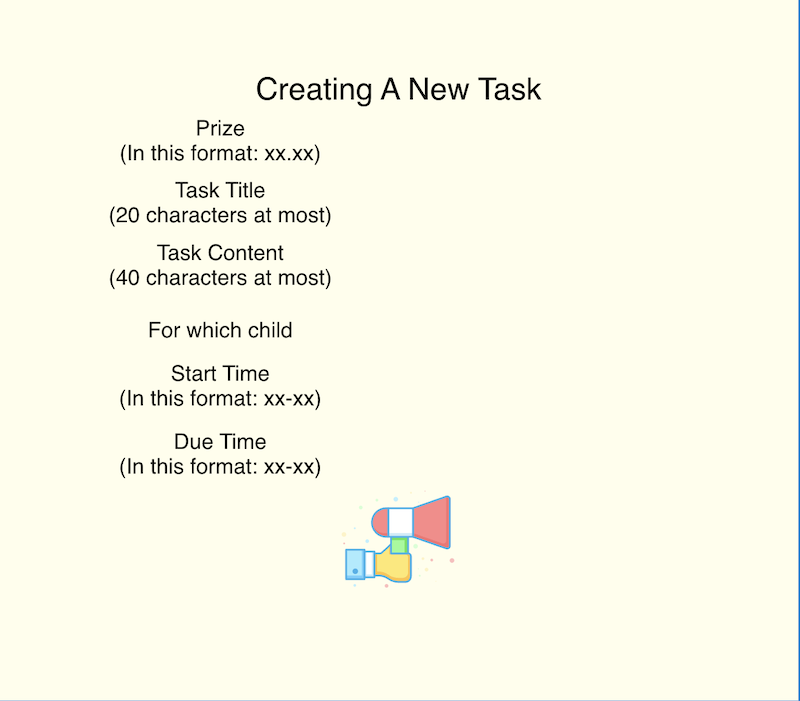 Creating A New Task
Prize
(In this format: xx.xx)
Task Title
(20 characters at most)
Task Content
(40 characters at most)
For which child
Start Time
(In this format: xx-xx)
Due Time
(In this format: xx-xx)